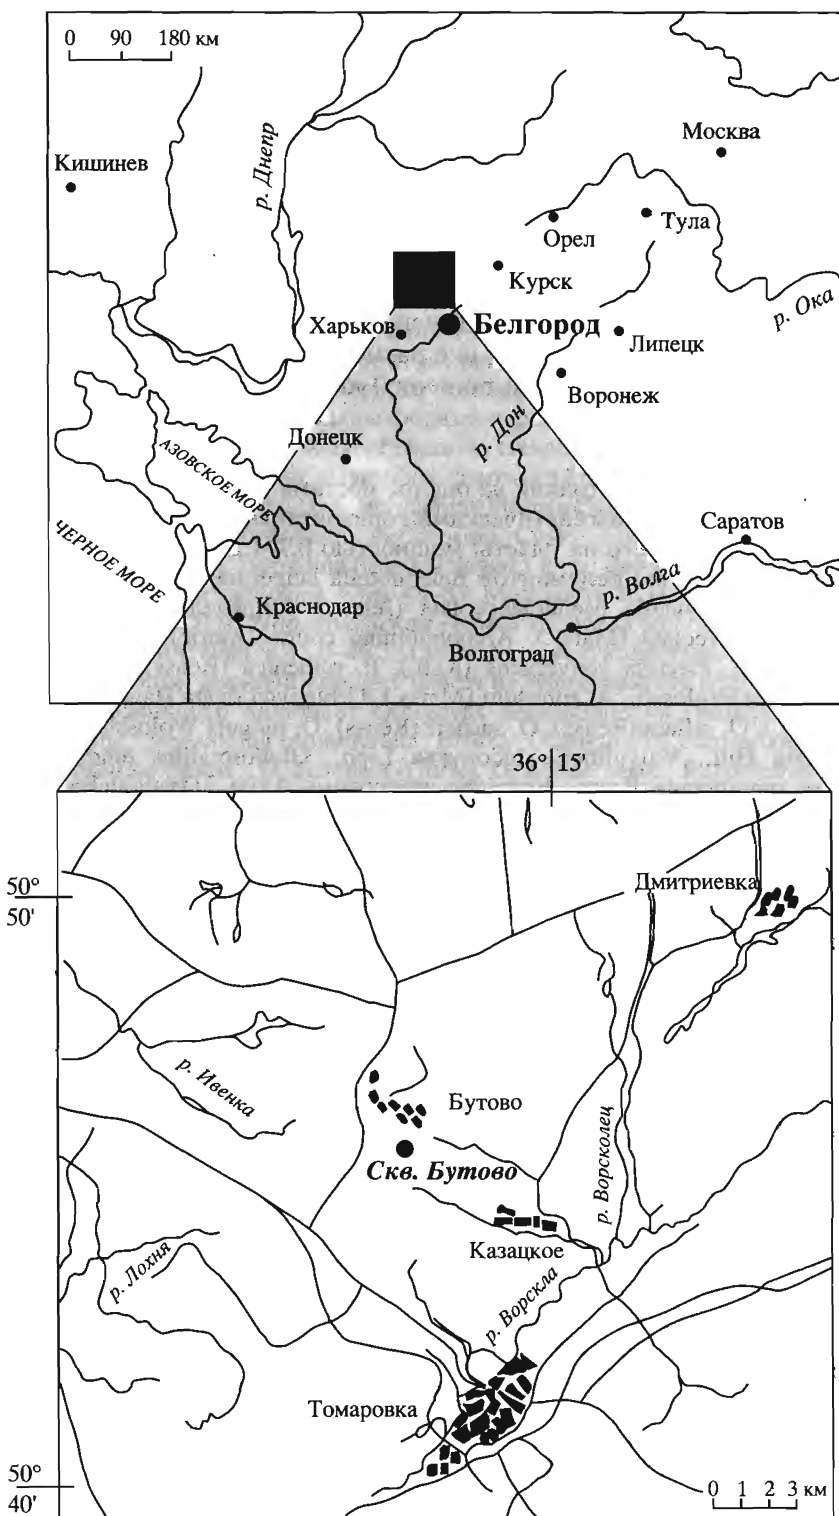 0 90 180 км
Москва
Кишинев
р. Днепр
Орел
Тула
Курск
р. Ока
Харьков
Белгород
Липецк
Воронеж
р. Дон
Донецк
АЗОВСКОЕ МОРЕ
ЧЕРНОЕ МОРЕ
Саратов
р. Волга
Краснодар
Волгоград
36° 15'
50°
50'
Дмитриевка
р. Ивенка
Бутово
Скв. Бутово
р. Ворсколец
Казацкое
р. Лохня
р. Ворскла
Томаровка
50°
40'
0 1 2 3 км